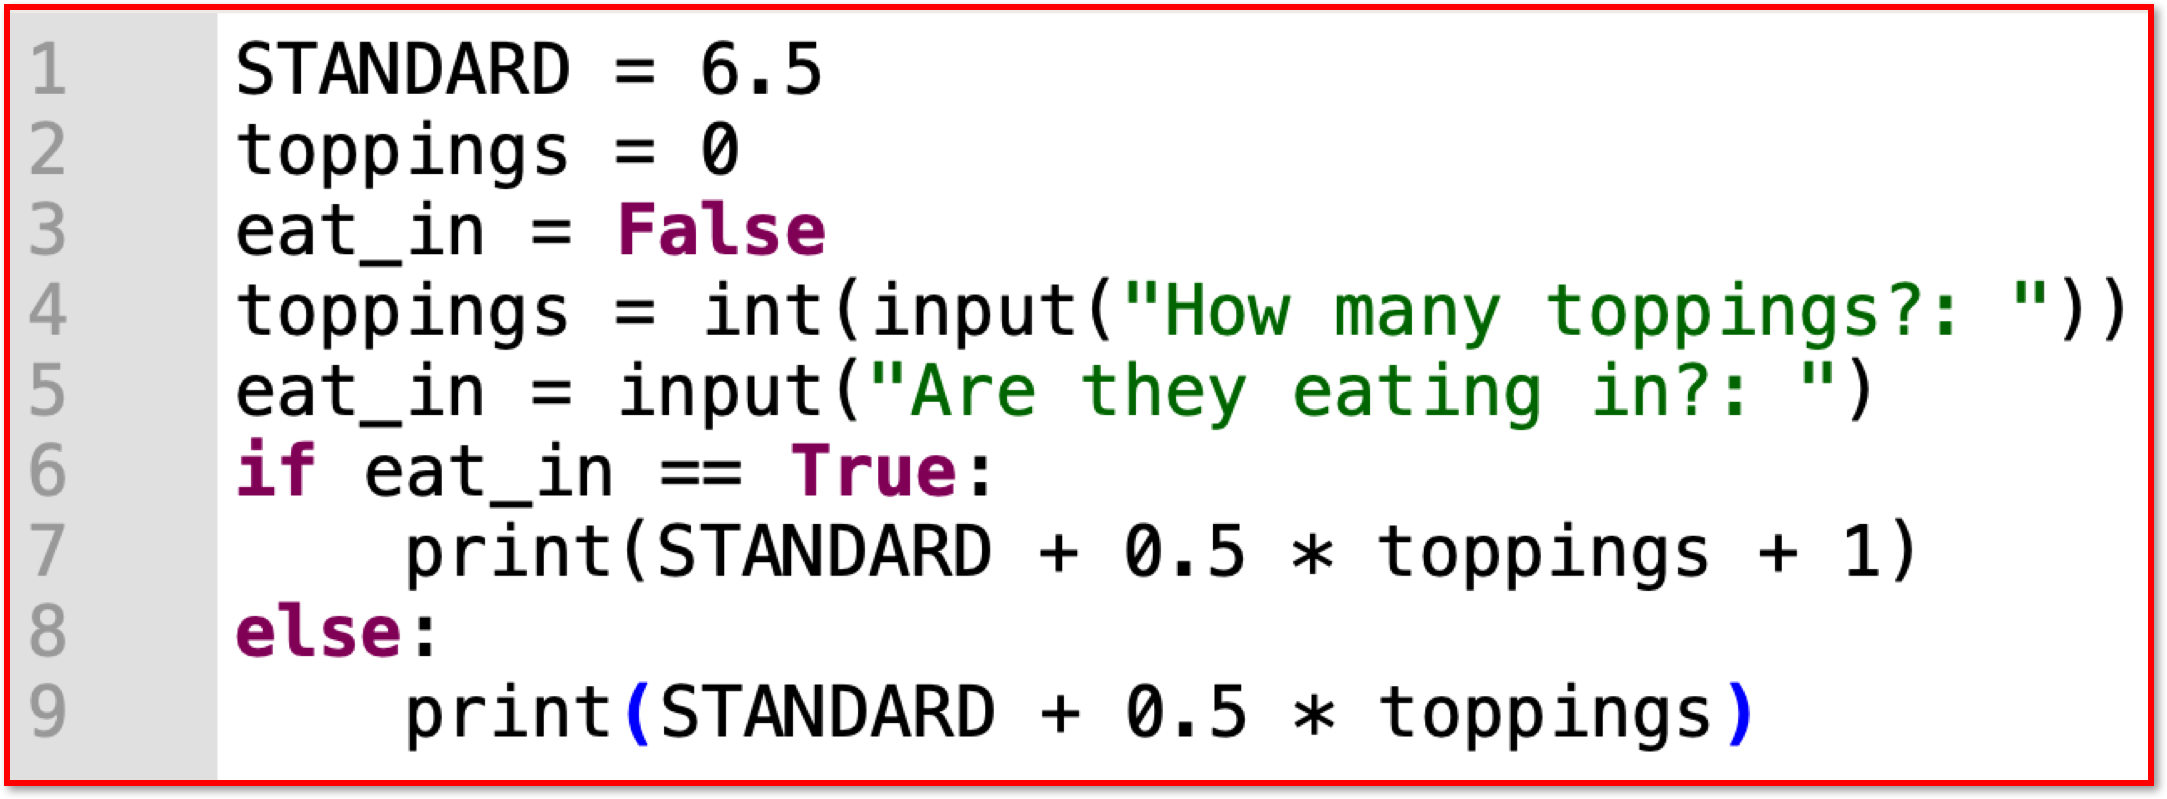 1 STANDARD = 6.5
2 toppings = 0
3 eat_in = False
4 toppings = int(input("How many toppings?: "))
5 eat_in = input("Are they eating in?: ")
6 if eat_in == True:
7     print(STANDARD + 0.5 * toppings + 1)
8 else:
9     print(STANDARD + 0.5 * toppings)